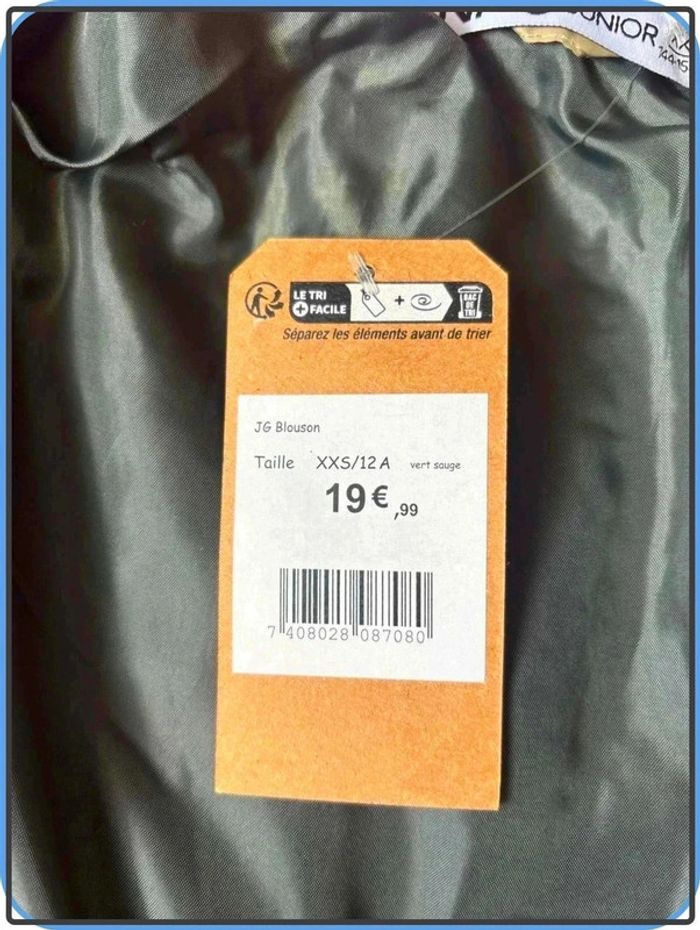 JUNIOR
LE TRI
+ FACILE
+
BAC
DE
TRI
Séparez les éléments avant de trier
JG Blouson
Taille XXS/12 A vert sauge
19 € ,99
7 408028 087080